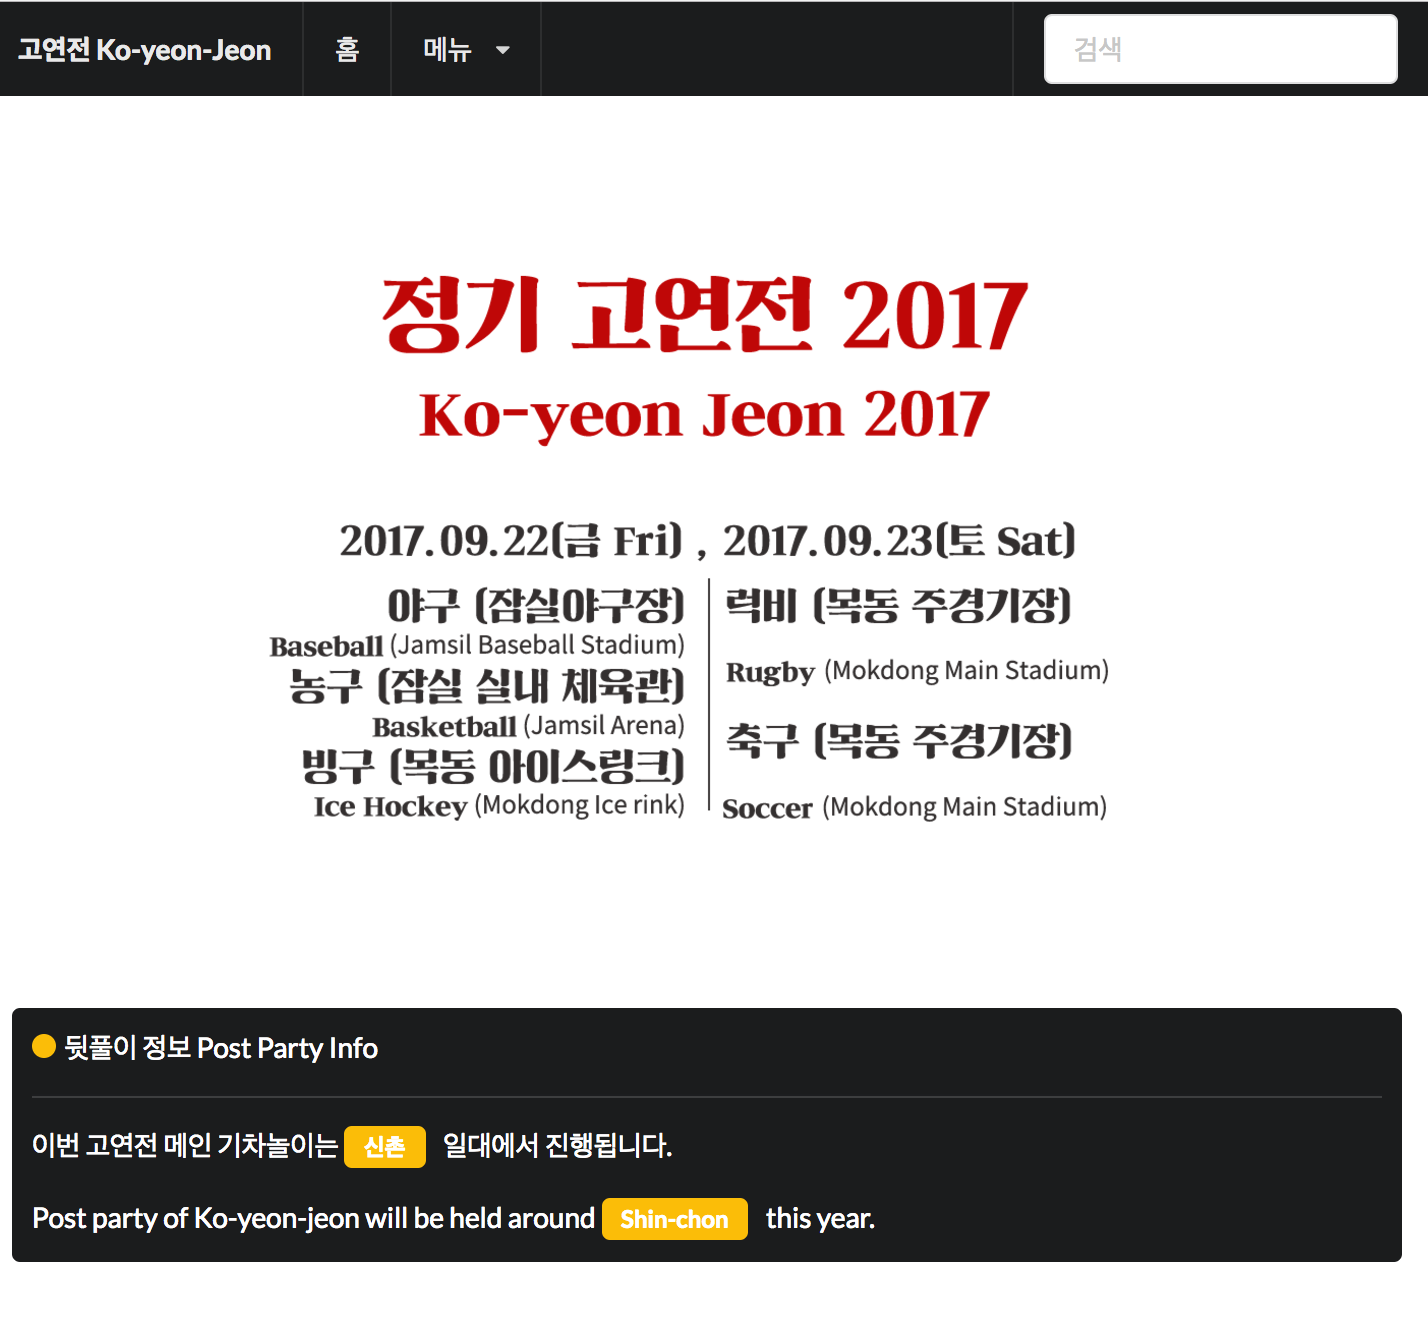 고연전 Ko-yeon-Jeon 홈 메뉴 검색
정기 고연전 2017
Ko-yeon Jeon 2017
2017.09.22(금 Fri) , 2017.09.23(토 Sat)
야구 (잠실야구장)
Baseball (Jamsil Baseball Stadium)
농구 (잠실 실내 체육관)
Basketball (Jamsil Arena)
빙구 (목동 아이스링크)
Ice Hockey (Mokdong Ice rink)
럭비 (목동 주경기장)
Rugby (Mokdong Main Stadium)
축구 (목동 주경기장)
Soccer (Mokdong Main Stadium)
뒷풀이 정보 Post Party Info
이번 고연전 메인 기차놀이는 신촌 일대에서 진행됩니다.
Post party of Ko-yeon-jeon will be held around Shin-chon this year.